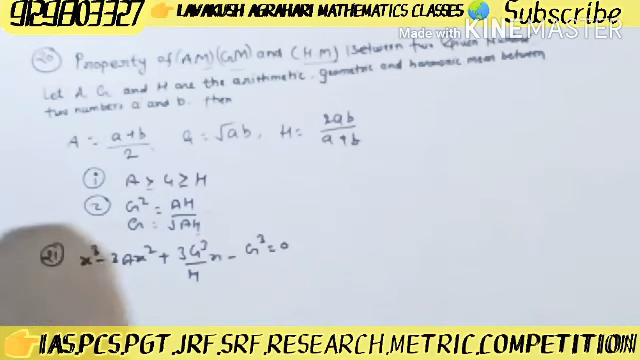 9129803327 👉 LAVAKUSH AGRAHARI MATHEMATICS CLASSES 🌎 👉 Subscribe
Made with KINEMASTER
20 Property of (AM)(GM) and (HM) between two
Let A, G and H are the arithmetic, geometric and harmonic mean between
two numbers a and b. then
A = a+b/2 G = √ab, H = 2ab/a+b
① A ≥ G ≥ H
② G² = AH
G = √AH
21 x³ - 3Ax² + 3G³/H x - G³ = 0
👉 IAS.PCS.PGT.JRF.SRF.RESEARCH.METRIC.COMPETITION